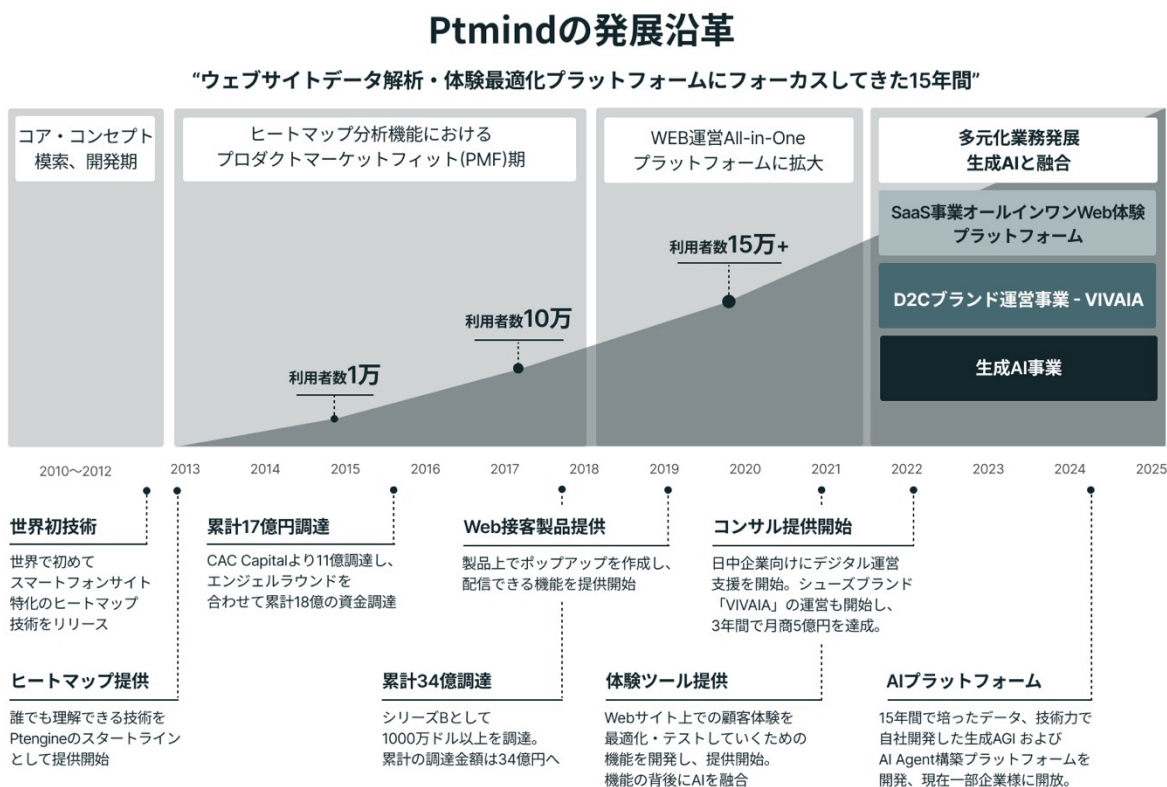 Ptmindの発展沿革
“ウェブサイトデータ解析・体験最適化プラットフォームにフォーカスしてきた15年間”
コア・コンセプト
模索、開発期
ヒートマップ分析機能における
プロダクトマーケットフィット(PMF)期
WEB運営All-in-One
プラットフォームに拡大
多元化業務発展
生成AIと融合
SaaS事業オールインワンWeb体験
プラットフォーム
D2Cブランド運営事業 - VIVAIA
生成AI事業
利用者数1万
利用者数10万
利用者数15万+
2010〜2012
2013
2014
2015
2016
2017
2018
2019
2020
2021
2022
2023
2024
2025
世界初技術
世界で初めて
スマートフォンサイト
特化のヒートマップ
技術をリリース
累計17億円調達
CAC Capitalより11億調達し、
エンジェルラウンドを
合わせて累計18億の資金調達
Web接客製品提供
製品上でポップアップを作成し、
配信できる機能を提供開始
コンサル提供開始
日中企業向けにデジタル運営
支援を開始。シューズブランド
「VIVAIA」の運営も開始し、
3年間で月商5億円を達成。
ヒートマップ提供
誰でも理解できる技術を
Ptengineのスタートライン
として提供開始
累計34億調達
シリーズBとして
1000万ドル以上を調達。
累計の調達金額は34億円へ
体験ツール提供
Webサイト上での顧客体験を
最適化・テストしていくための
機能を開発し、提供開始。
機能の背後にAIを融合
AIプラットフォーム
15年間で培ったデータ、技術力で
自社開発した生成AGI および
AI Agent構築プラットフォームを
開発、現在一部企業様に開放。